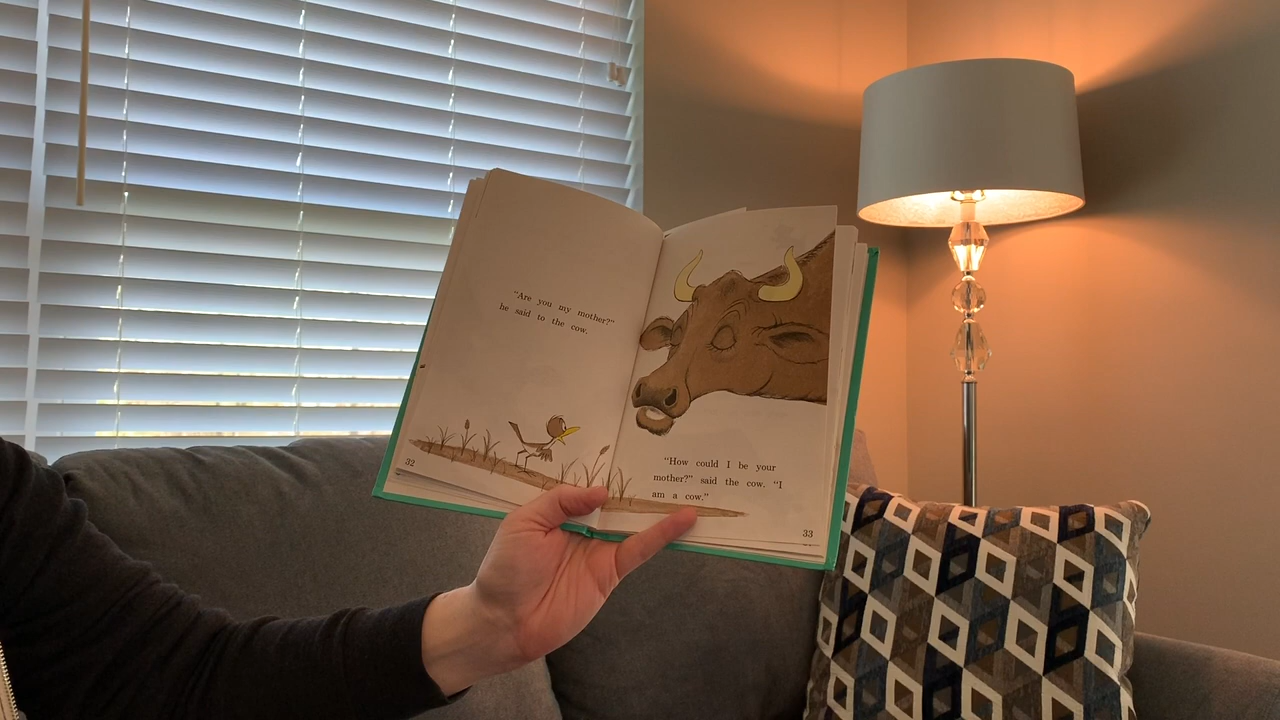 “Are you my mother?”
he said to the cow.
32
“How could I be your
mother?” said the cow. “I
am a cow.”
33